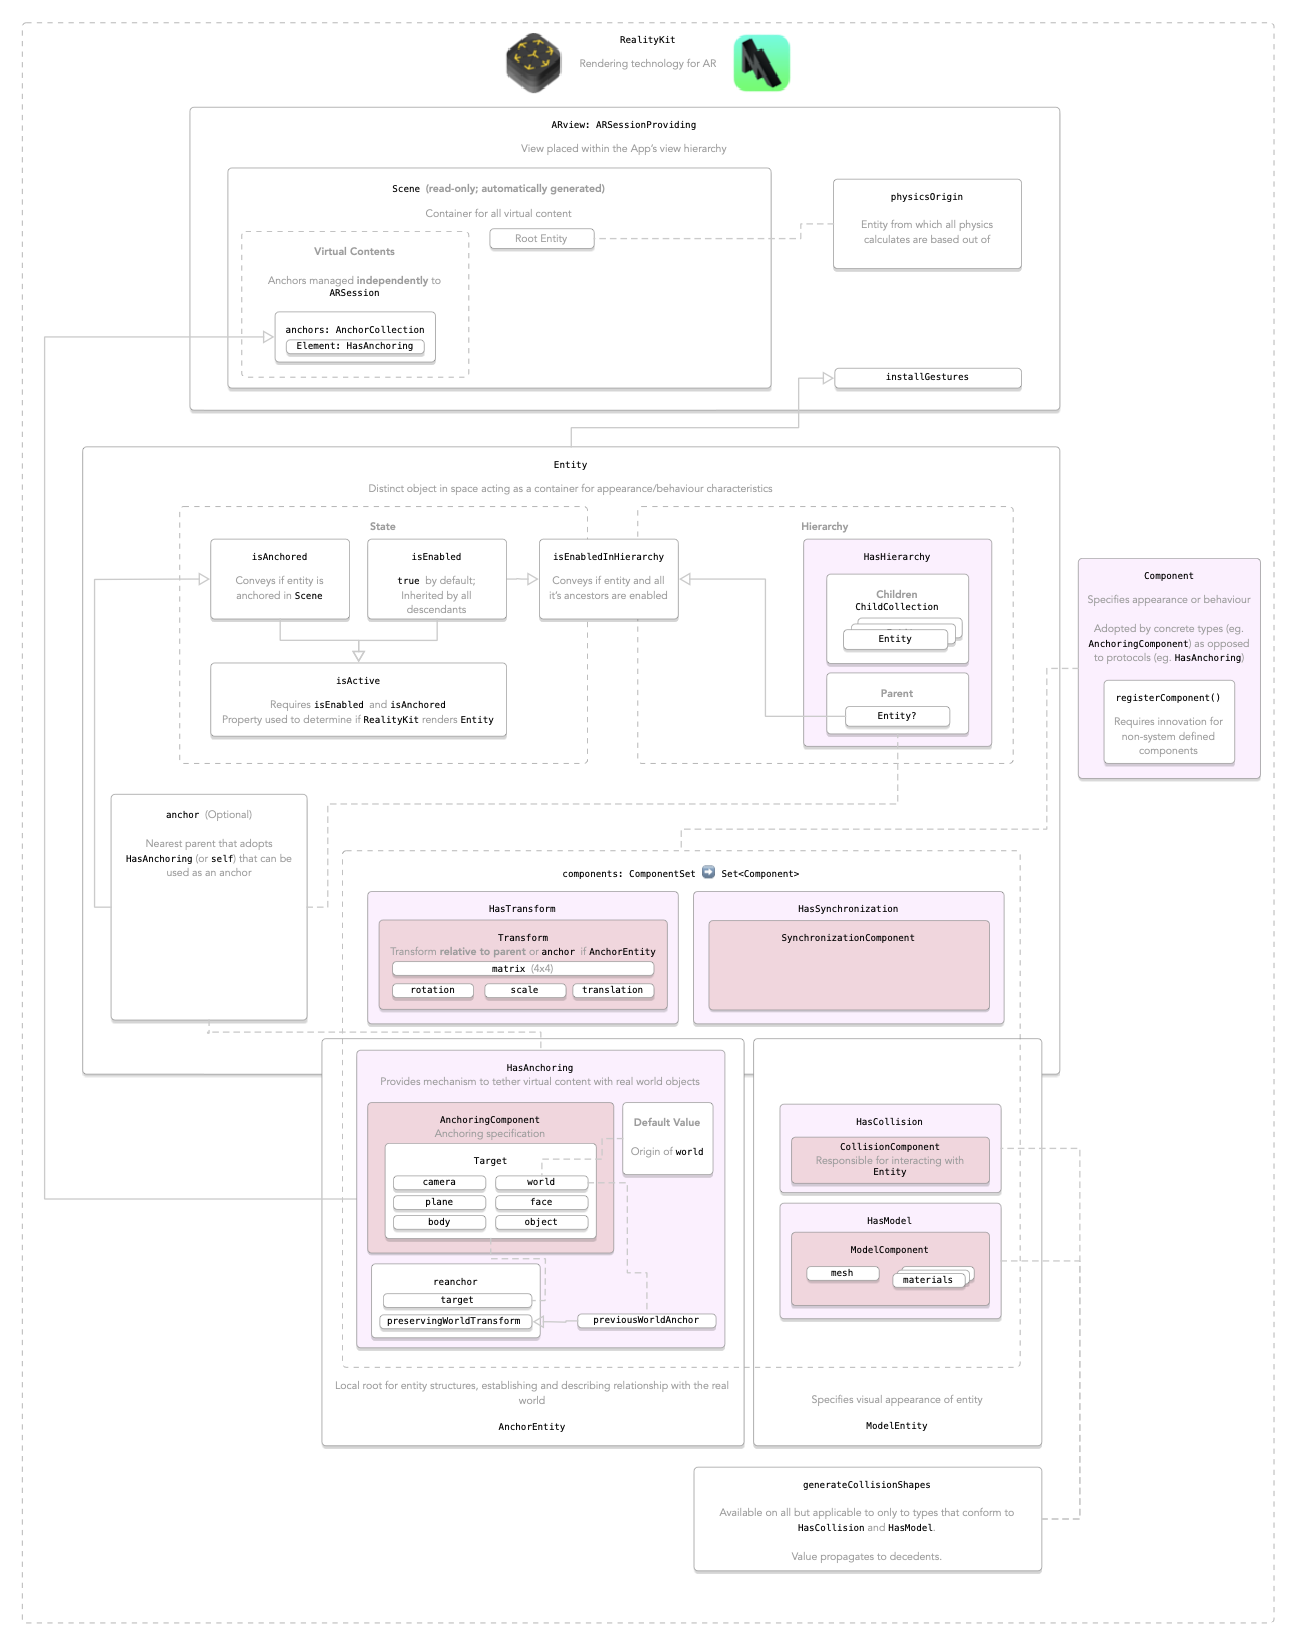 RealityKit
Rendering technology for AR
ARview: ARSessionProviding
View placed within the App's view hierarchy
Scene (read-only; automatically generated)
Container for all virtual content
Root Entity
physicsOrigin
Entity from which all physics
calculates are based out of
Virtual Contents
Anchors managed independently to
ARSession
anchors: AnchorCollection
Element: HasAnchoring
installGestures
Entity
Distinct object in space acting as a container for appearance/behaviour characteristics
State
isAnchored
Conveys if entity is
anchored in Scene
isEnabled
true by default;
Inherited by all
descendants
isEnabledInHierarchy
Conveys if entity and all
it's ancestors are enabled
isActive
Requires isEnabled and isAnchored
Property used to determine if RealityKit renders Entity
Hierarchy
HasHierarchy
Children
ChildCollection
Entity
Parent
Entity?
Component
Specifies appearance or behaviour
Adopted by concrete types (eg.
AnchoringComponent) as opposed
to protocols (eg. HasAnchoring)
registerComponent()
Requires innovation for
non-system defined
components
anchor (Optional)
Nearest parent that adopts
HasAnchoring (or self) that can be
used as an anchor
components: ComponentSet ➡️ Set<Component>
HasTransform
Transform
Transform relative to parent or anchor if AnchorEntity
matrix (4x4)
rotation
scale
translation
HasSynchronization
SynchronizationComponent
HasAnchoring
Provides mechanism to tether virtual content with real world objects
AnchoringComponent
Anchoring specification
Target
camera
world
plane
face
body
object
Default Value
Origin of world
reanchor
target
preservingWorldTransform
previousWorldAnchor
Local root for entity structures, establishing and describing relationship with the real
world
AnchorEntity
HasCollision
CollisionComponent
Responsible for interacting with
Entity
HasModel
ModelComponent
mesh
materials
Specifies visual appearance of entity
ModelEntity
generateCollisionShapes
Available on all but applicable to only to types that conform to
HasCollision and HasModel.
Value propagates to decedents.